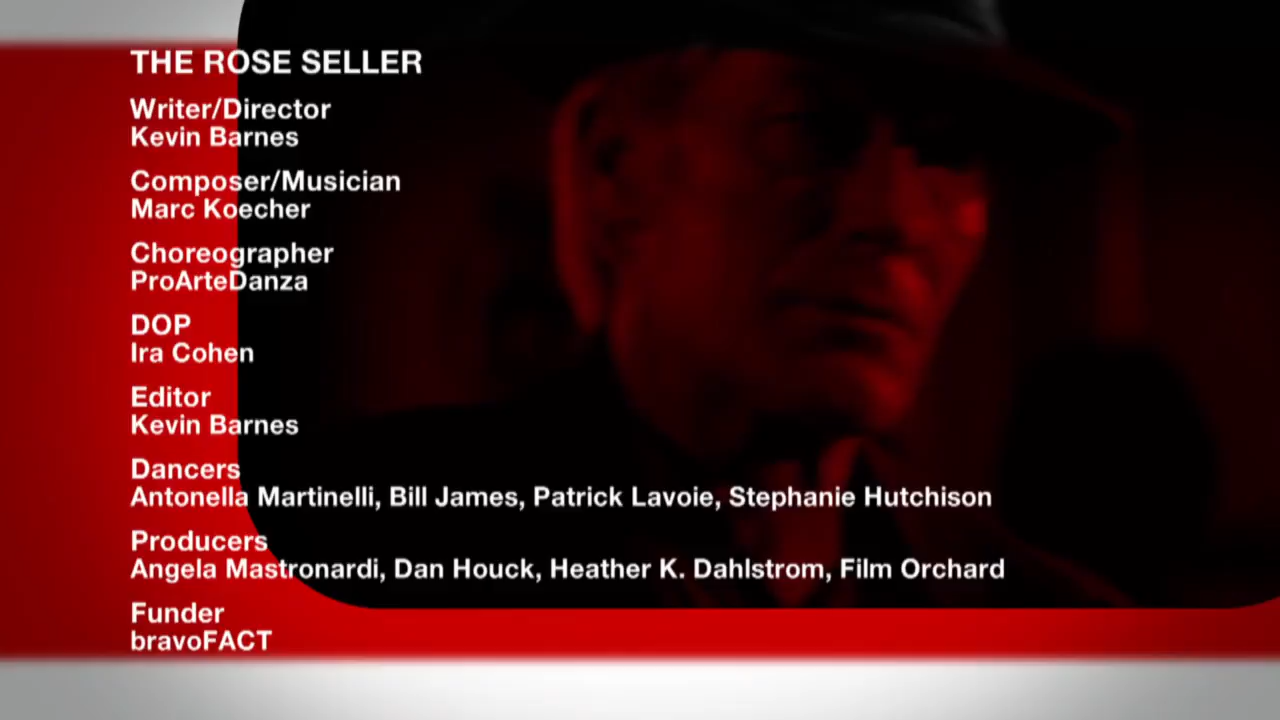 THE ROSE SELLER
Writer/Director
Kevin Barnes
Composer/Musician
Marc Koecher
Choreographer
ProArteDanza
DOP
Ira Cohen
Editor
Kevin Barnes
Dancers
Antonella Martinelli, Bill James, Patrick Lavoie, Stephanie Hutchison
Producers
Angela Mastronardi, Dan Houck, Heather K. Dahlstrom, Film Orchard
Funder
bravoFACT